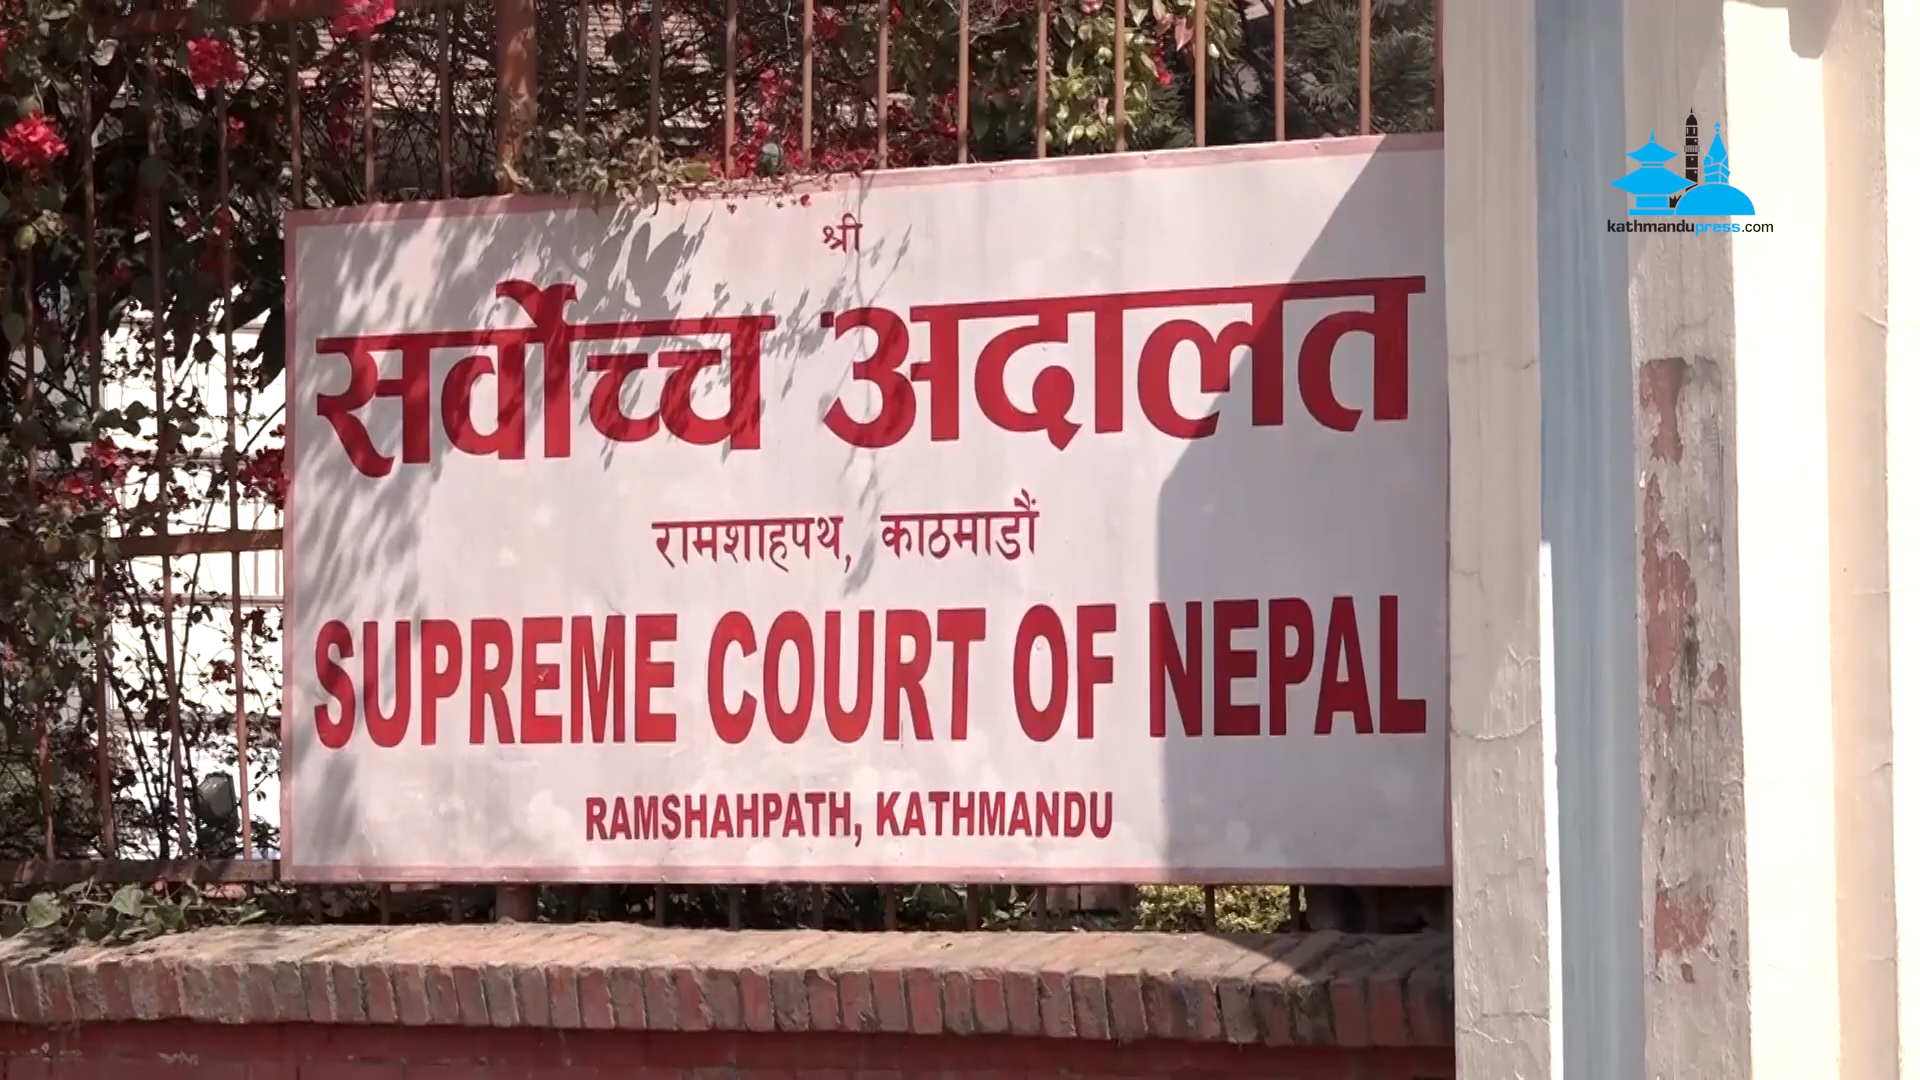 श्री
सर्वोच्च अदालत
रामशाहपथ, काठमाडौं
SUPREME COURT OF NEPAL
RAMSHAHPATH, KATHMANDU
kathmandupress.com